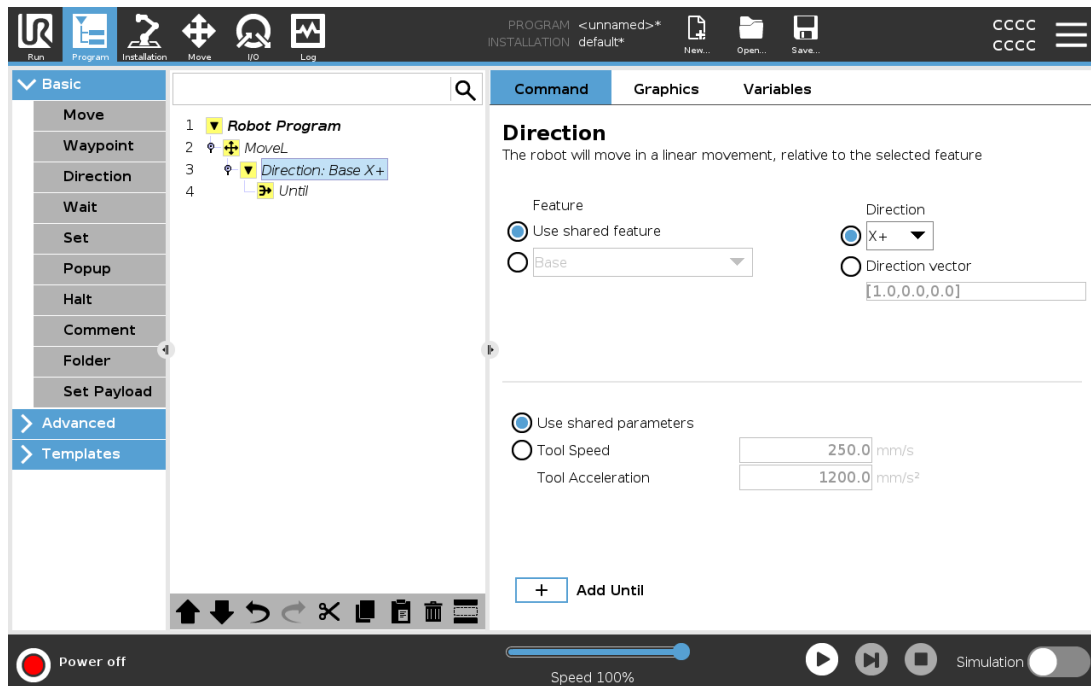 PROGRAM <unnamed>*
INSTALLATION default*
UR
Run
Program
Installation
Move
I/O
Log
New...
Open...
Save...
CCCC
CCCC
Basic
Move
Waypoint
Direction
Wait
Set
Popup
Halt
Comment
Folder
Set Payload
Advanced
Templates
1 Robot Program
2 MoveL
3 Direction: Base X+
4 Until
Command Graphics Variables
Direction
The robot will move in a linear movement, relative to the selected feature
Feature
Use shared feature
Base
Direction
X+
Direction vector
[1.0,0.0,0.0]
Use shared parameters
Tool Speed 250.0 mm/s
Tool Acceleration 1200.0 mm/s²
+ Add Until
Power off
Speed 100%
Simulation